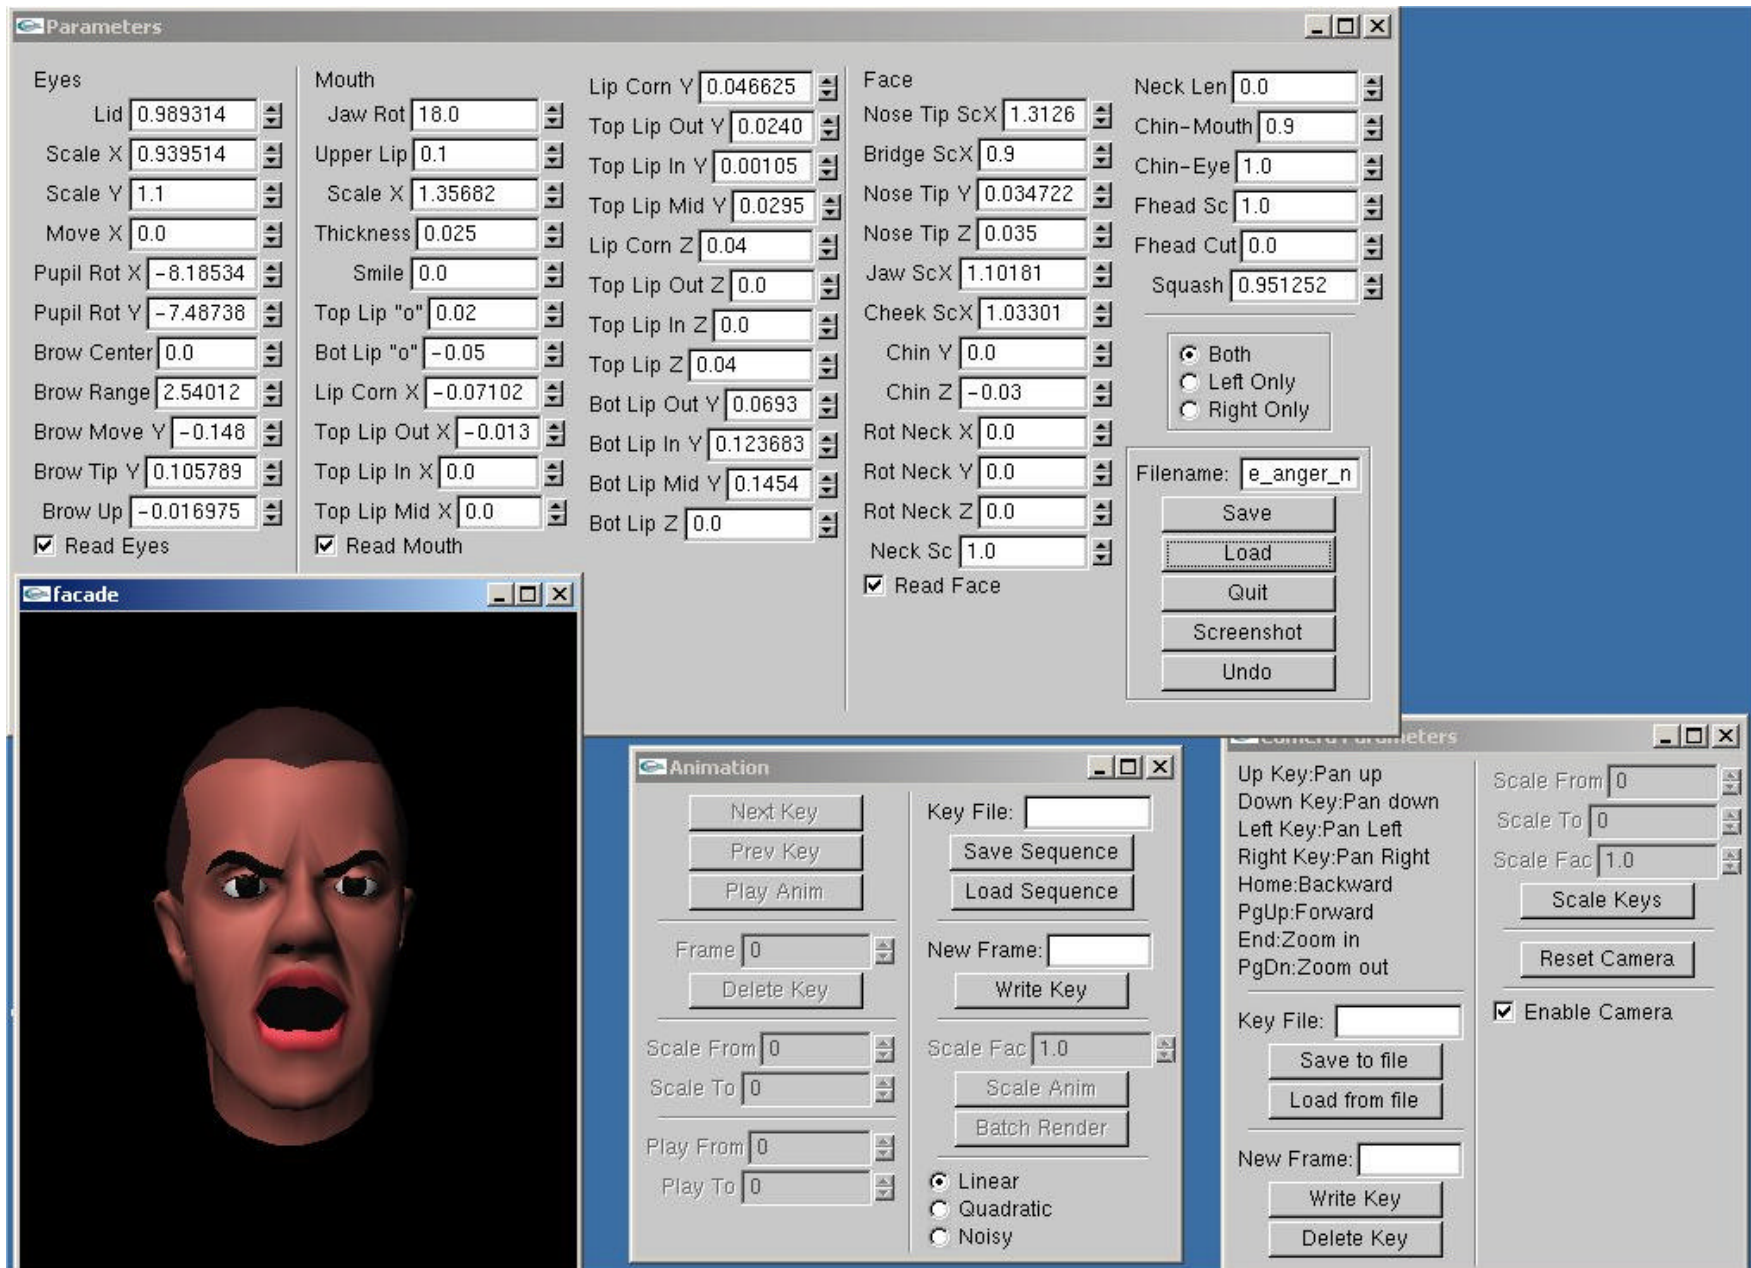 Parameters
Eyes
Lid 0.989314
Scale X 0.939514
Scale Y 1.1
Move X 0.0
Pupil Rot X -8.18534
Pupil Rot Y -7.48738
Brow Center 0.0
Brow Range 2.54012
Brow Move Y -0.148
Brow Tip Y 0.105789
Brow Up -0.016975
Read Eyes
Mouth
Jaw Rot 18.0
Upper Lip 0.1
Scale X 1.35682
Thickness 0.025
Smile 0.0
Top Lip "o" 0.02
Bot Lip "o" -0.05
Lip Corn X -0.07102
Top Lip Out X -0.013
Top Lip In X 0.0
Top Lip Mid X 0.0
Read Mouth
Lip Corn Y 0.046625
Top Lip Out Y 0.0240
Top Lip In Y 0.00105
Top Lip Mid Y 0.0295
Lip Corn Z 0.04
Top Lip Out Z 0.0
Top Lip In Z 0.0
Top Lip Z 0.04
Bot Lip Out Y 0.0693
Bot Lip In Y 0.123683
Bot Lip Mid Y 0.1454
Bot Lip Z 0.0
Face
Nose Tip ScX 1.3126
Bridge ScX 0.9
Nose Tip Y 0.034722
Nose Tip Z 0.035
Jaw ScX 1.10181
Cheek ScX 1.03301
Chin Y 0.0
Chin Z -0.03
Rot Neck X 0.0
Rot Neck Y 0.0
Rot Neck Z 0.0
Neck Sc 1.0
Read Face
Neck Len 0.0
Chin-Mouth 0.9
Chin-Eye 1.0
Fhead Sc 1.0
Fhead Cut 0.0
Squash 0.951252
Both
Left Only
Right Only
Filename: e_anger_n
Save
Load
Quit
Screenshot
Undo
facade
Animation
Next Key
Prev Key
Play Anim
Frame 0
Delete Key
Scale From 0
Scale To 0
Play From 0
Play To 0
Key File:
Save Sequence
Load Sequence
New Frame:
Write Key
Scale Fac 1.0
Scale Anim
Batch Render
Linear
Quadratic
Noisy
Camera Parameters
Up Key:Pan up
Down Key:Pan down
Left Key:Pan Left
Right Key:Pan Right
Home:Backward
PgUp:Forward
End:Zoom in
PgDn:Zoom out
Key File:
Save to file
Load from file
New Frame:
Write Key
Delete Key
Scale From 0
Scale To 0
Scale Fac 1.0
Scale Keys
Reset Camera
Enable Camera